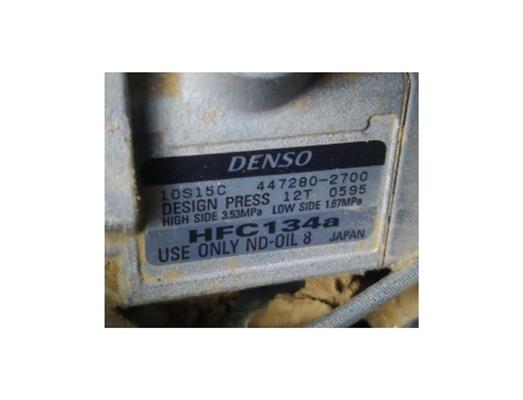 DENSO
10S15C 447280-2700
DESIGN PRESS 12T 0595
HIGH SIDE 3.53MPa LOW SIDE 1.67MPa
HFC134a
USE ONLY ND-OIL 8 JAPAN